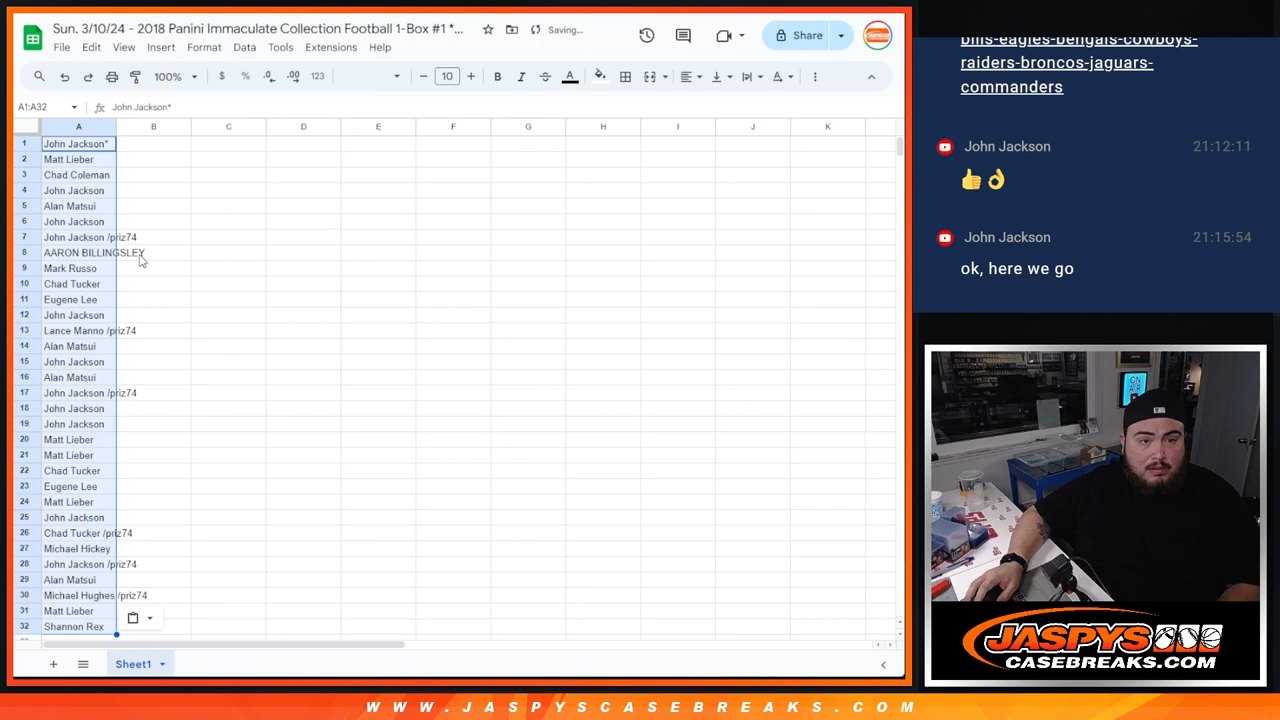 Sun. 3/10/24 - 2018 Panini Immaculate Collection Football 1-Box #1 *...
Saving...
Share
File Edit View Insert Format Data Tools Extensions Help
100% $ % .0 .00 123 10 B I A
A1:A32 fx John Jackson*
A B C D E F G H I J K
1 John Jackson*
2 Matt Lieber
3 Chad Coleman
4 John Jackson
5 Alan Matsui
6 John Jackson
7 John Jackson /priz74
8 AARON BILLINGSLEY
9 Mark Russo
10 Chad Tucker
11 Eugene Lee
12 John Jackson
13 Lance Manno /priz74
14 Alan Matsui
15 John Jackson
16 Alan Matsui
17 John Jackson /priz74
18 John Jackson
19 John Jackson
20 Matt Lieber
21 Matt Lieber
22 Chad Tucker
23 Eugene Lee
24 Matt Lieber
25 John Jackson
26 Chad Tucker /priz74
27 Michael Hickey
28 John Jackson /priz74
29 Alan Matsui
30 Michael Hughes /priz74
31 Matt Lieber
32 Shannon Rex
Sheet1
bills-eagles-bengals-cowboys-
raiders-broncos-jaguars-
commanders
John Jackson 21:12:11
👍👌
John Jackson 21:15:54
ok, here we go
ON
AIR
JASPYS
CASEBREAKS.COM
WWW.JASPYSCASEBREAKS.COM